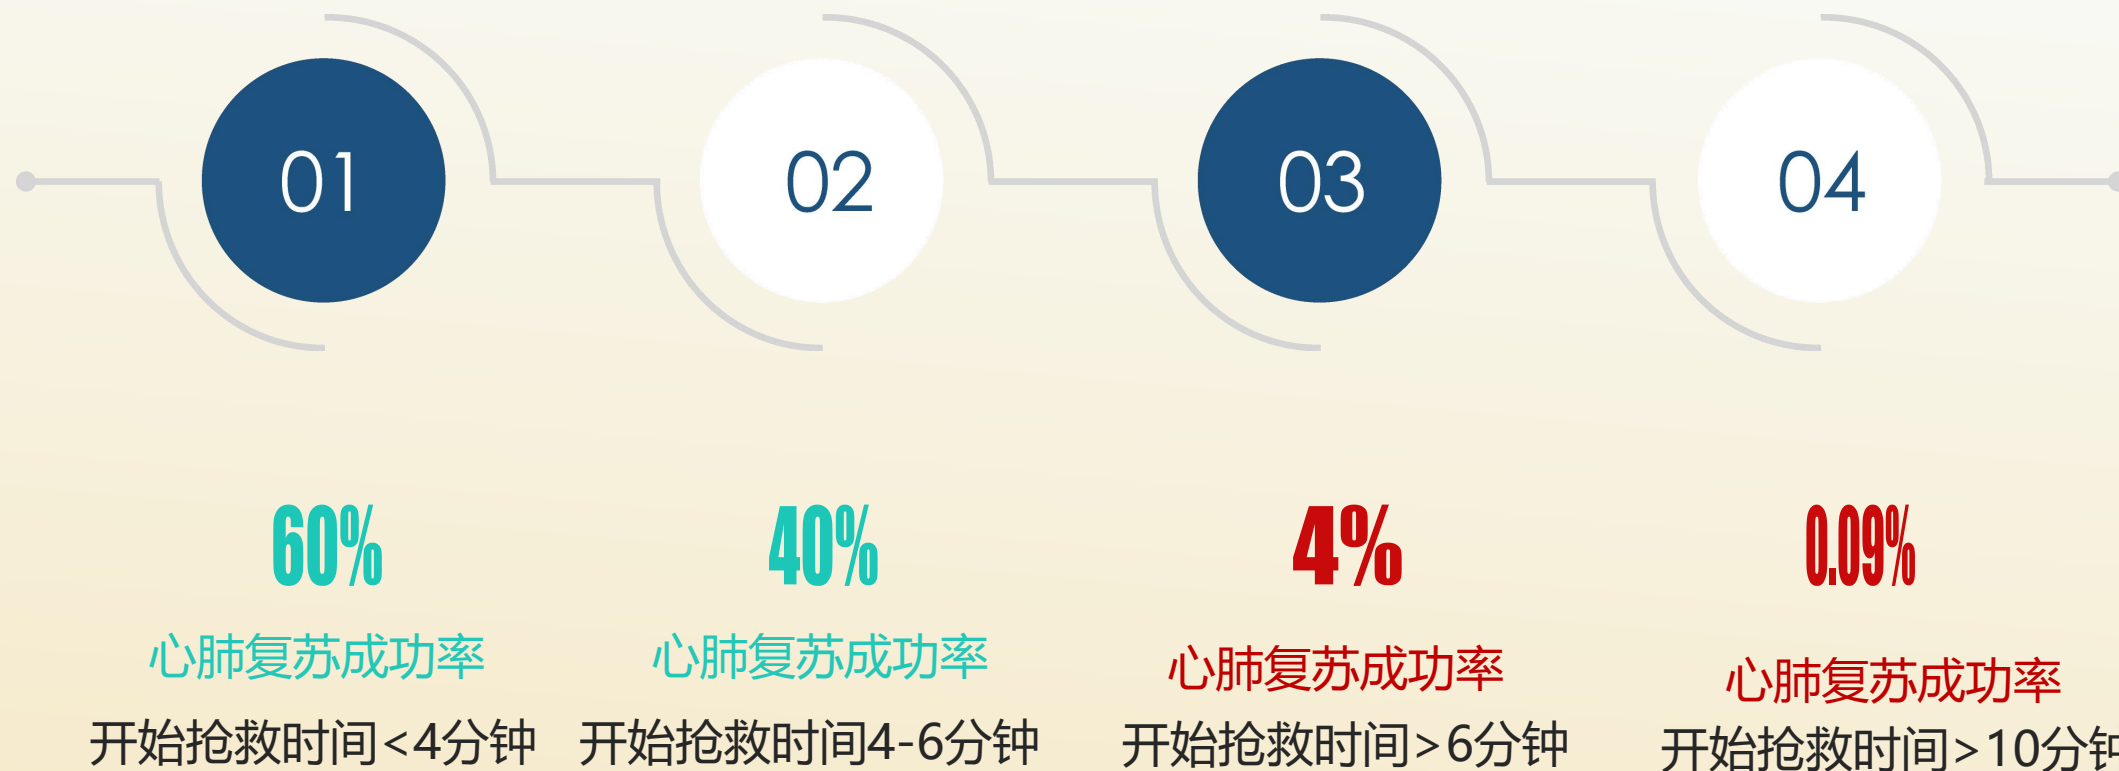 01
02
03
04
60%
40%
4%
0.09%
心肺复苏成功率
心肺复苏成功率
心肺复苏成功率
心肺复苏成功率
开始抢救时间<4分钟
开始抢救时间4-6分钟
开始抢救时间>6分钟
开始抢救时间>10分钟